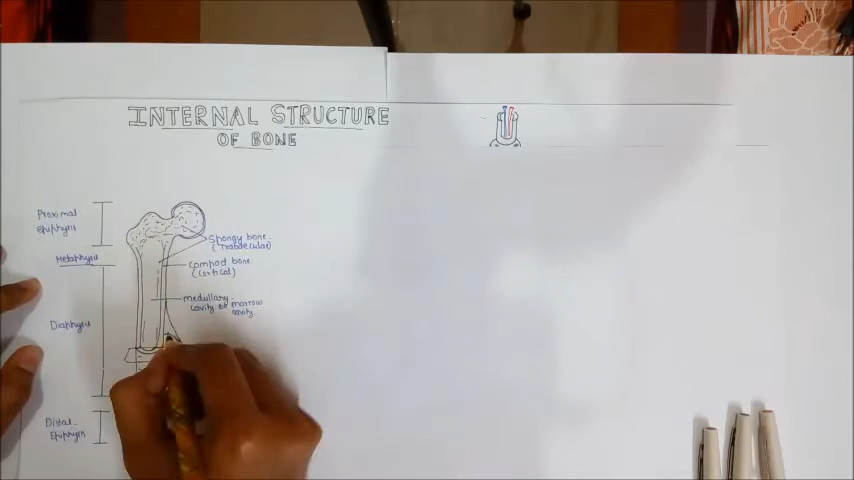 INTERNAL STRUCTURE
OF BONE
Proximal
Epiphysis
Metaphysis
Diaphysis
Distal
Epiphysis
Spongy bone
(Trabecular)
Compact bone
(Cortical)
medullary
cavity or marrow
cavity.